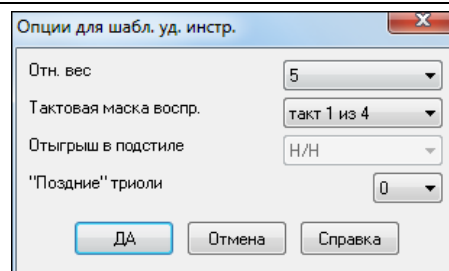 Опции для шабл. уд. инстр.
Отн. вес 5
Тактовая маска воспр. такт 1 из 4
Отыгрыш в подстиле Н/Н
"Поздние" триоли 0
ДА Отмена Справка